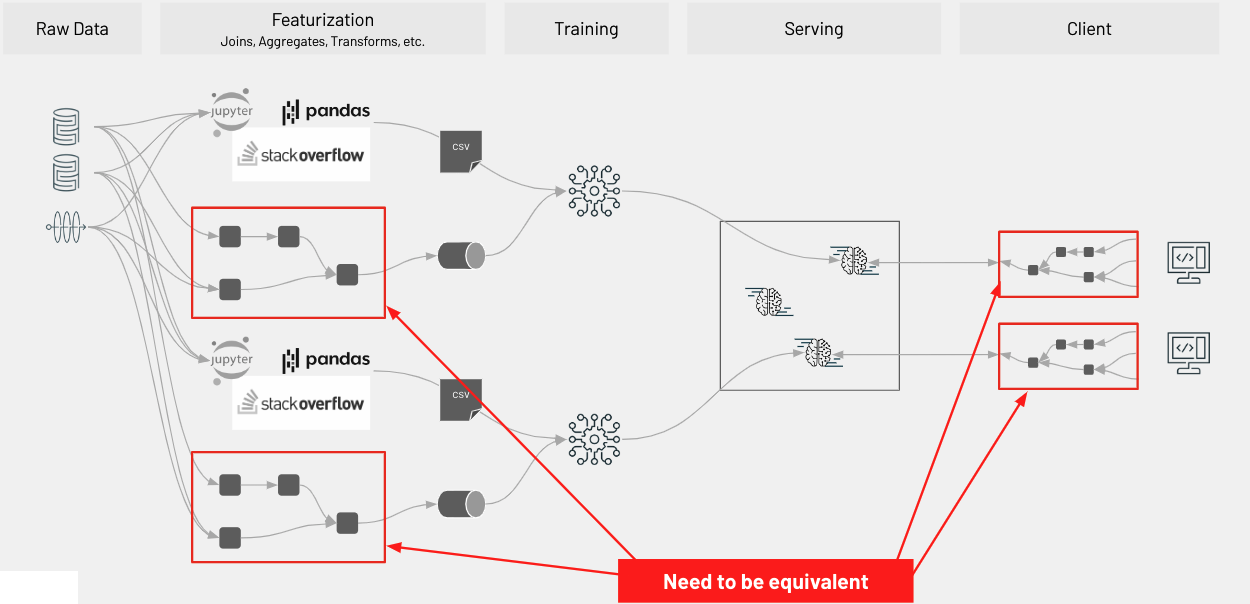 Raw Data
Featurization
Joins, Aggregates, Transforms, etc.
Training
Serving
Client
jupyter
pandas
stackoverflow
CSV
</>
jupyter
pandas
stackoverflow
CSV
</>
Need to be equivalent